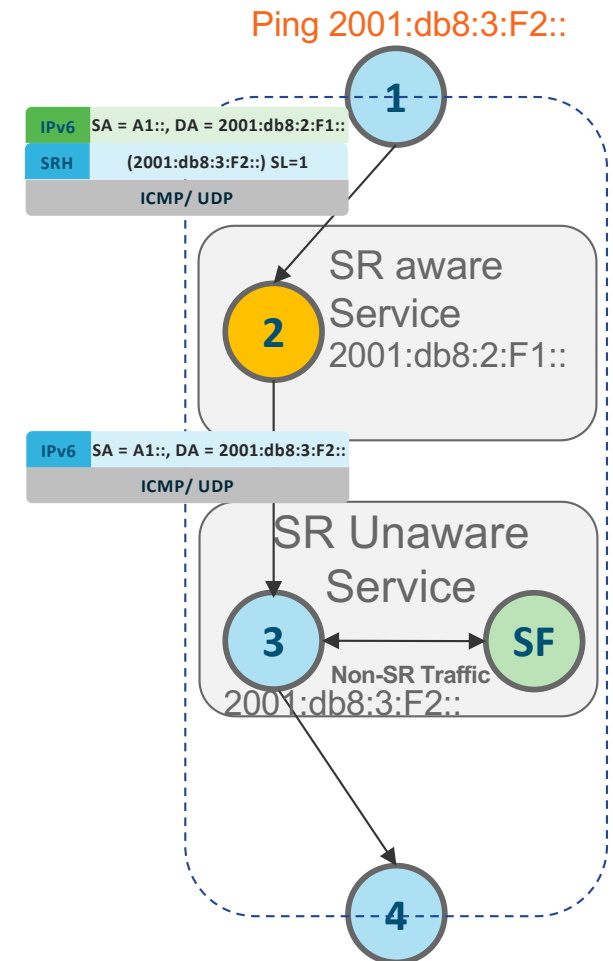 Ping 2001:db8:3:F2::
1
IPv6 SA = A1::, DA = 2001:db8:2:F1::
SRH (2001:db8:3:F2::) SL=1
ICMP/ UDP
SR aware
Service
2001:db8:2:F1::
2
IPv6 SA = A1::, DA = 2001:db8:3:F2::
ICMP/ UDP
SR Unaware
Service
3
SF
Non-SR Traffic
2001:db8:3:F2::
4